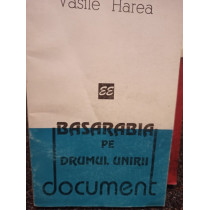 Vasile Harea
EE
BASARABIA
PE
DRUMUL UNIRII
document